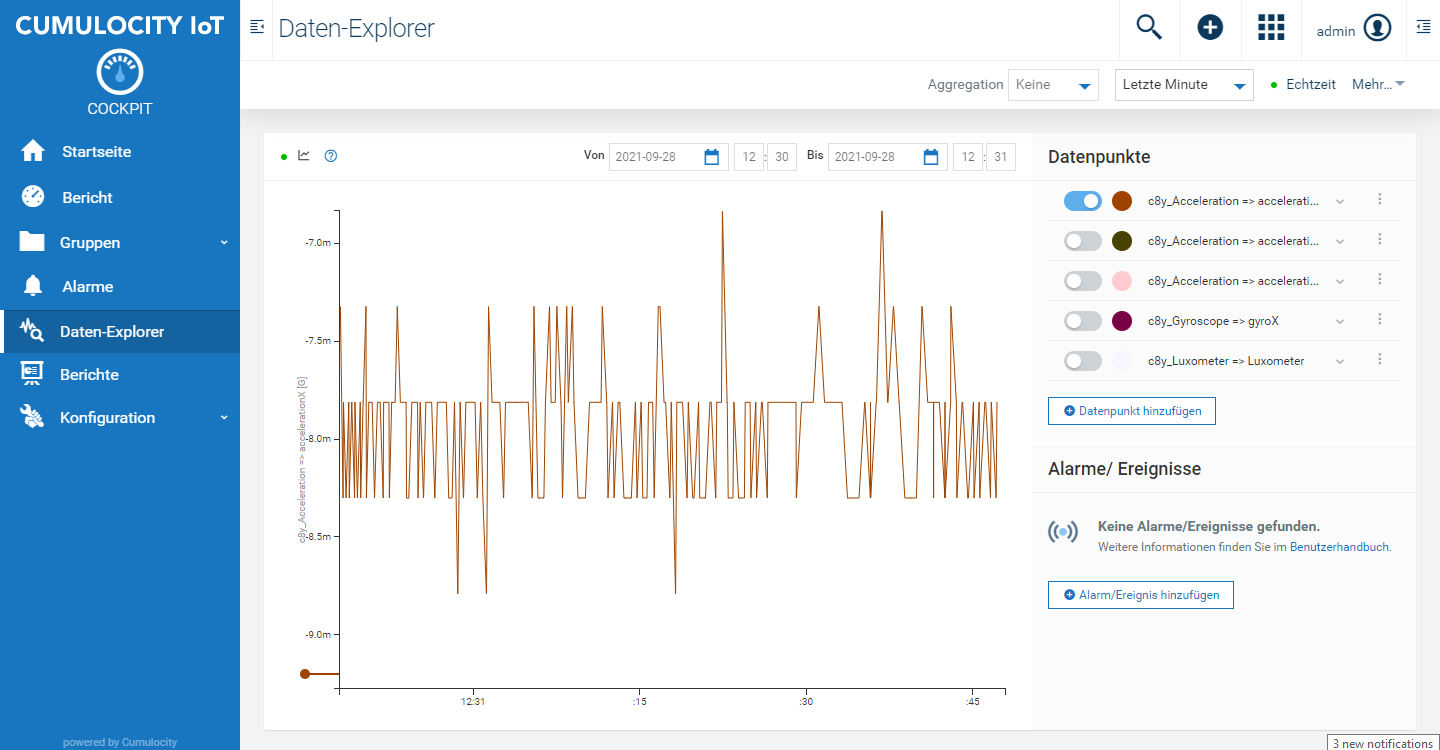 CUMULOCITY IoT
COCKPIT
Startseite
Bericht
Gruppen
Alarme
Daten-Explorer
Berichte
Konfiguration
powered by Cumulocity
Daten-Explorer
admin
Aggregation Keine Letzte Minute Echtzeit Mehr...
Von 2021-09-28 12 : 30 Bis 2021-09-28 12 : 31
-7.0m
-7.5m
-8.0m
-8.5m
-9.0m
c8y_Acceleration => accelerationX [G]
12:31 :15 :30 :45
Datenpunkte
c8y_Acceleration => accelerati...
c8y_Acceleration => accelerati...
c8y_Acceleration => accelerati...
c8y_Gyroscope => gyroX
c8y_Luxometer => Luxometer
Datenpunkt hinzufügen
Alarme/ Ereignisse
Keine Alarme/Ereignisse gefunden.
Weitere Informationen finden Sie im Benutzerhandbuch.
Alarm/Ereignis hinzufügen
3 new notifications